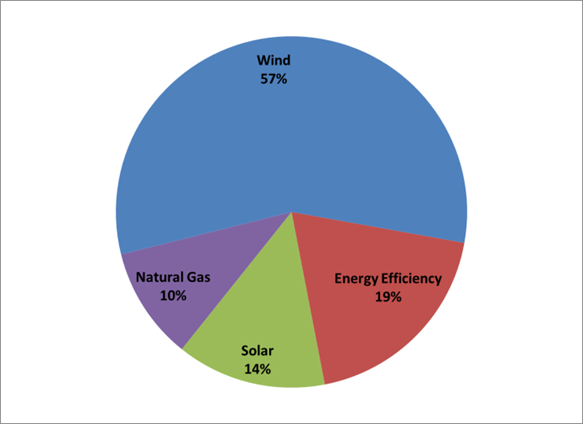 Wind
57%
Natural Gas
10%
Energy Efficiency
19%
Solar
14%